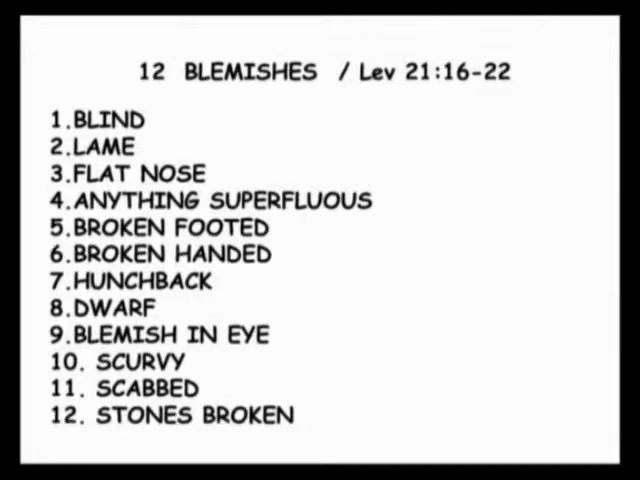 12 BLEMISHES / Lev 21:16-22
1.BLIND
2.LAME
3.FLAT NOSE
4.ANYTHING SUPERFLUOUS
5.BROKEN FOOTED
6.BROKEN HANDED
7.HUNCHBACK
8.DWARF
9.BLEMISH IN EYE
10. SCURVY
11. SCABBED
12. STONES BROKEN